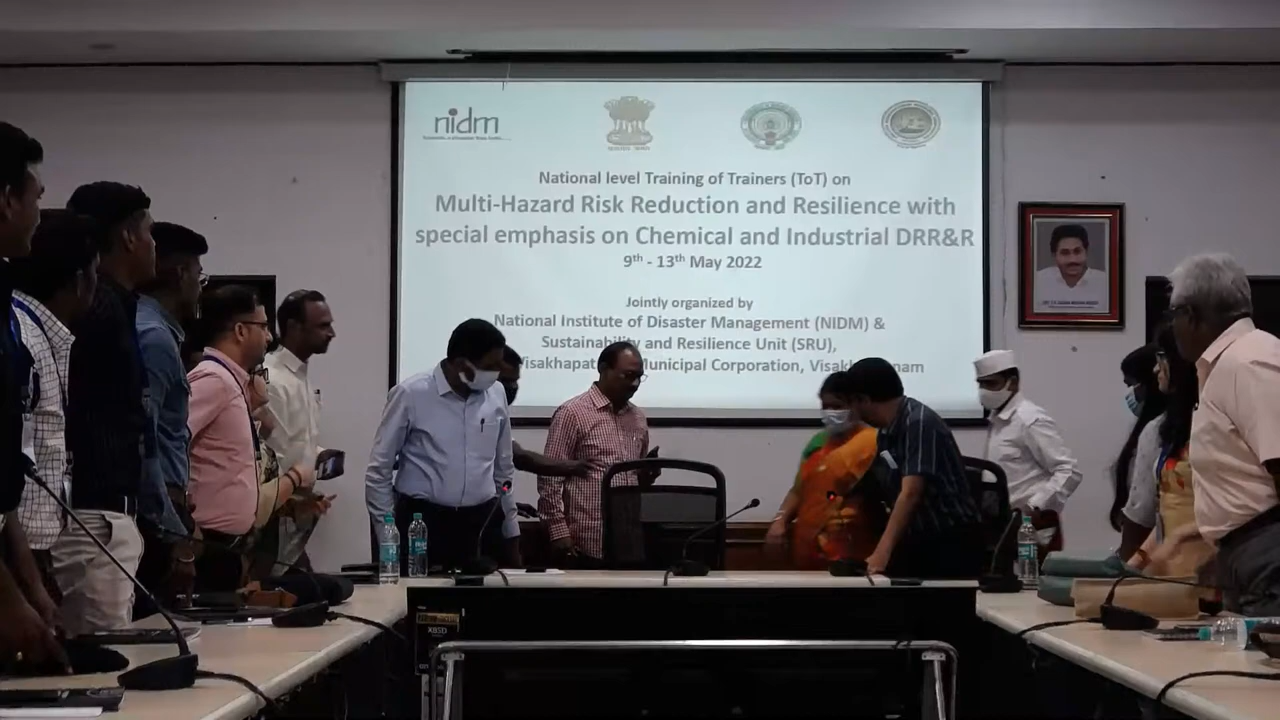 nidm
National level Training of Trainers (ToT) on
Multi-Hazard Risk Reduction and Resilience with
special emphasis on Chemical and Industrial DRR&R
9th - 13th May 2022
Jointly organized by
National Institute of Disaster Management (NIDM) &
Sustainability and Resilience Unit (SRU),
Municipal Corporation,